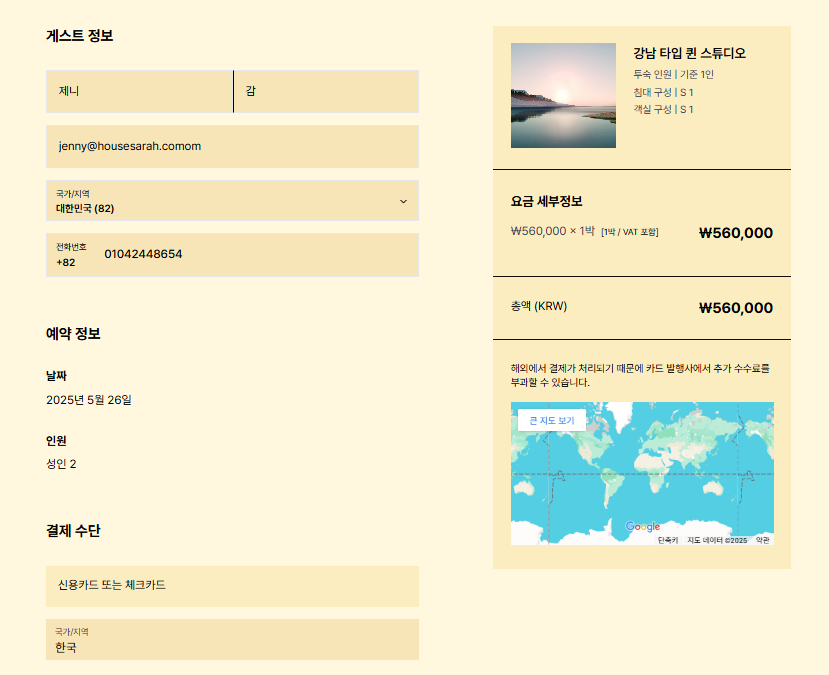 게스트 정보
제니
감
jenny@housesarah.comom
국가/지역
대한민국 (82)
전화번호
+82
01042448654
예약 정보
날짜
2025년 5월 26일
인원
성인 2
결제 수단
신용카드 또는 체크카드
국가/지역
한국
강남 타입 퀸 스튜디오
투숙 인원 | 기준 1인
침대 구성 | S 1
객실 구성 | S 1
요금 세부정보
₩560,000 × 1박 [1박 / VAT 포함] ₩560,000
총액 (KRW) ₩560,000
해외에서 결제가 처리되기 때문에 카드 발행사에서 추가 수수료를
부과할 수 있습니다.
큰 지도 보기
Google
단축키 지도 데이터 ©2025 약관